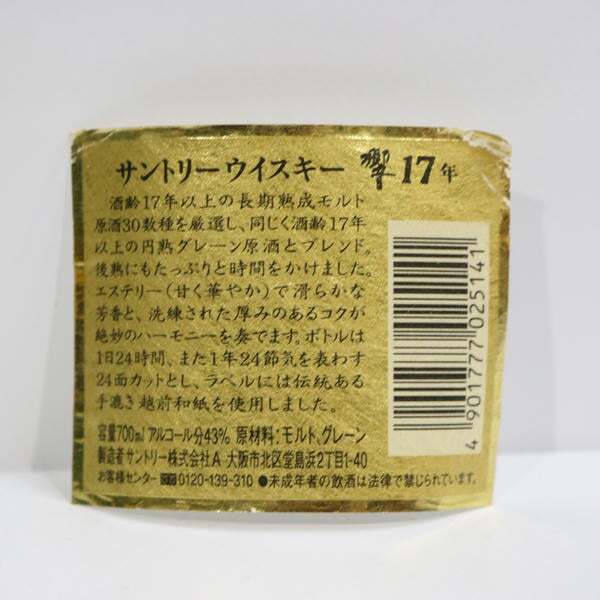 サントリーウイスキー 響 17年
酒齢17年以上の長期熟成モルト
原酒30数種を厳選し、同じく酒齢17年
以上の円熟グレーン原酒とブレンド。
後熟にもたっぷりと時間をかけました。
エステリー(甘く華やか)で滑らかな
芳香と、洗練された厚みのあるコクが
絶妙のハーモニーを奏でます。ボトルは
1日24時間、また1年24節気を表わす
24面カットとし、ラベルには伝統ある
手漉き越前和紙を使用しました。
容量700ml アルコール分43% 原材料:モルト、グレーン
製造者サントリー株式会社A 大阪市北区堂島浜2丁目1-40
お客様センター 0120-139-310 ●未成年者の飲酒は法律で禁じられています。
4 901777 025141